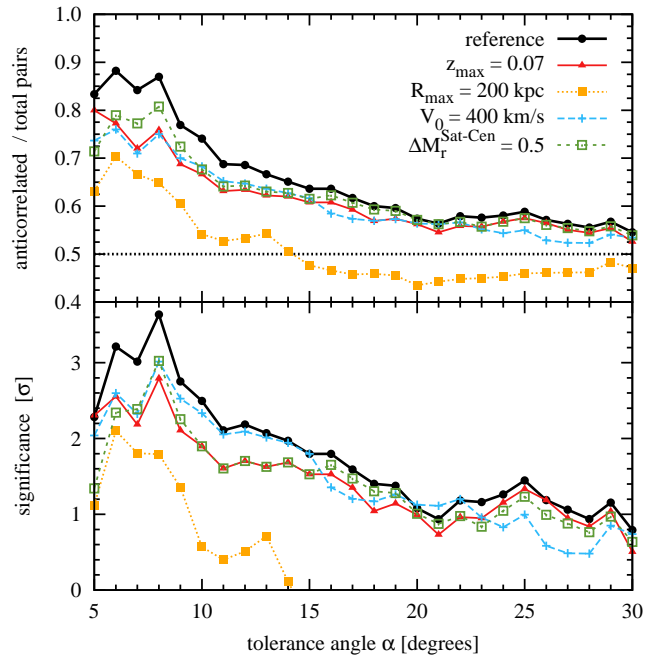 1.0
0.9
0.8
0.7
0.6
0.5
0.4
anticorrelated / total pairs
reference
z_max = 0.07
R_max = 200 kpc
V_0 = 400 km/s
ΔM_r^Sat-Cen = 0.5
3
2
1
0
significance [σ]
5 10 15 20 25 30
tolerance angle α [degrees]